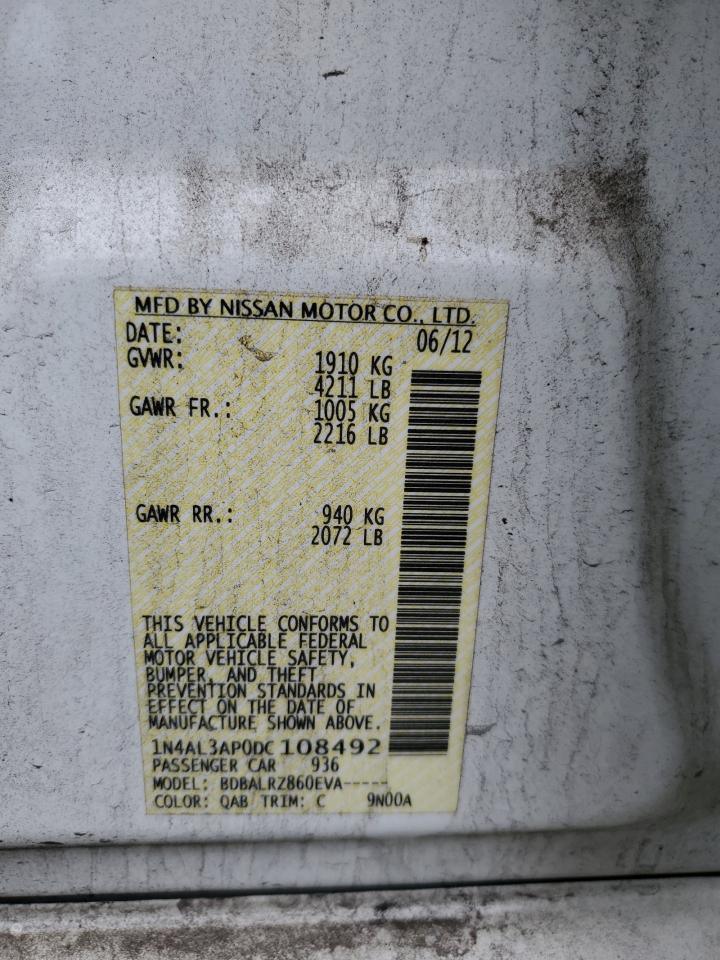 MFD BY NISSAN MOTOR CO., LTD.
DATE: 06/12
GVWR: 1910 KG
4211 LB
GAWR FR.: 1005 KG
2216 LB
GAWR RR.: 940 KG
2072 LB
THIS VEHICLE CONFORMS TO
ALL APPLICABLE FEDERAL
MOTOR VEHICLE SAFETY,
BUMPER, AND THEFT
PREVENTION STANDARDS IN
EFFECT ON THE DATE OF
MANUFACTURE SHOWN ABOVE.
1N4AL3AP0DC 108492
PASSENGER CAR 936
MODEL: BDBALRZ860EVA-----
COLOR: QAB TRIM: C 9N00A